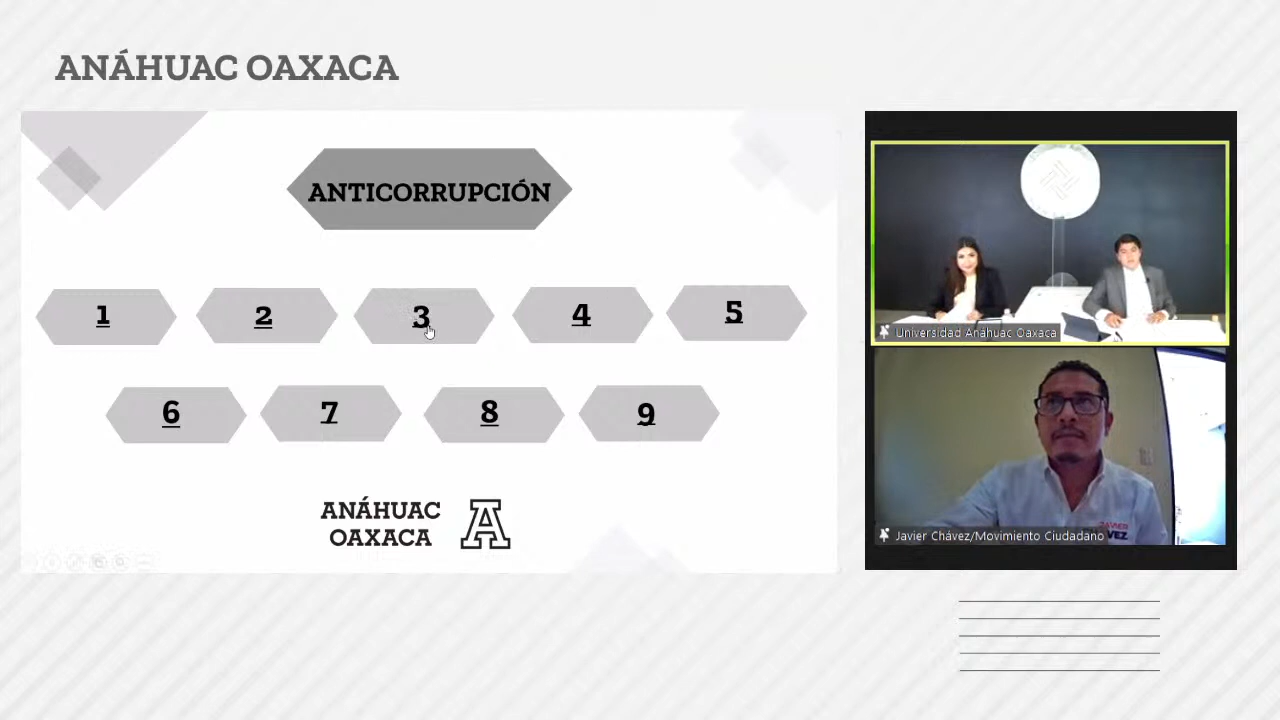 ANÁHUAC OAXACA
ANTICORRUPCIÓN
1
2
3
4
5
6
7
8
9
ANÁHUAC
OAXACA
A
Universidad Anáhuac Oaxaca
Javier Chávez/Movimiento Ciudadano
JAVIER